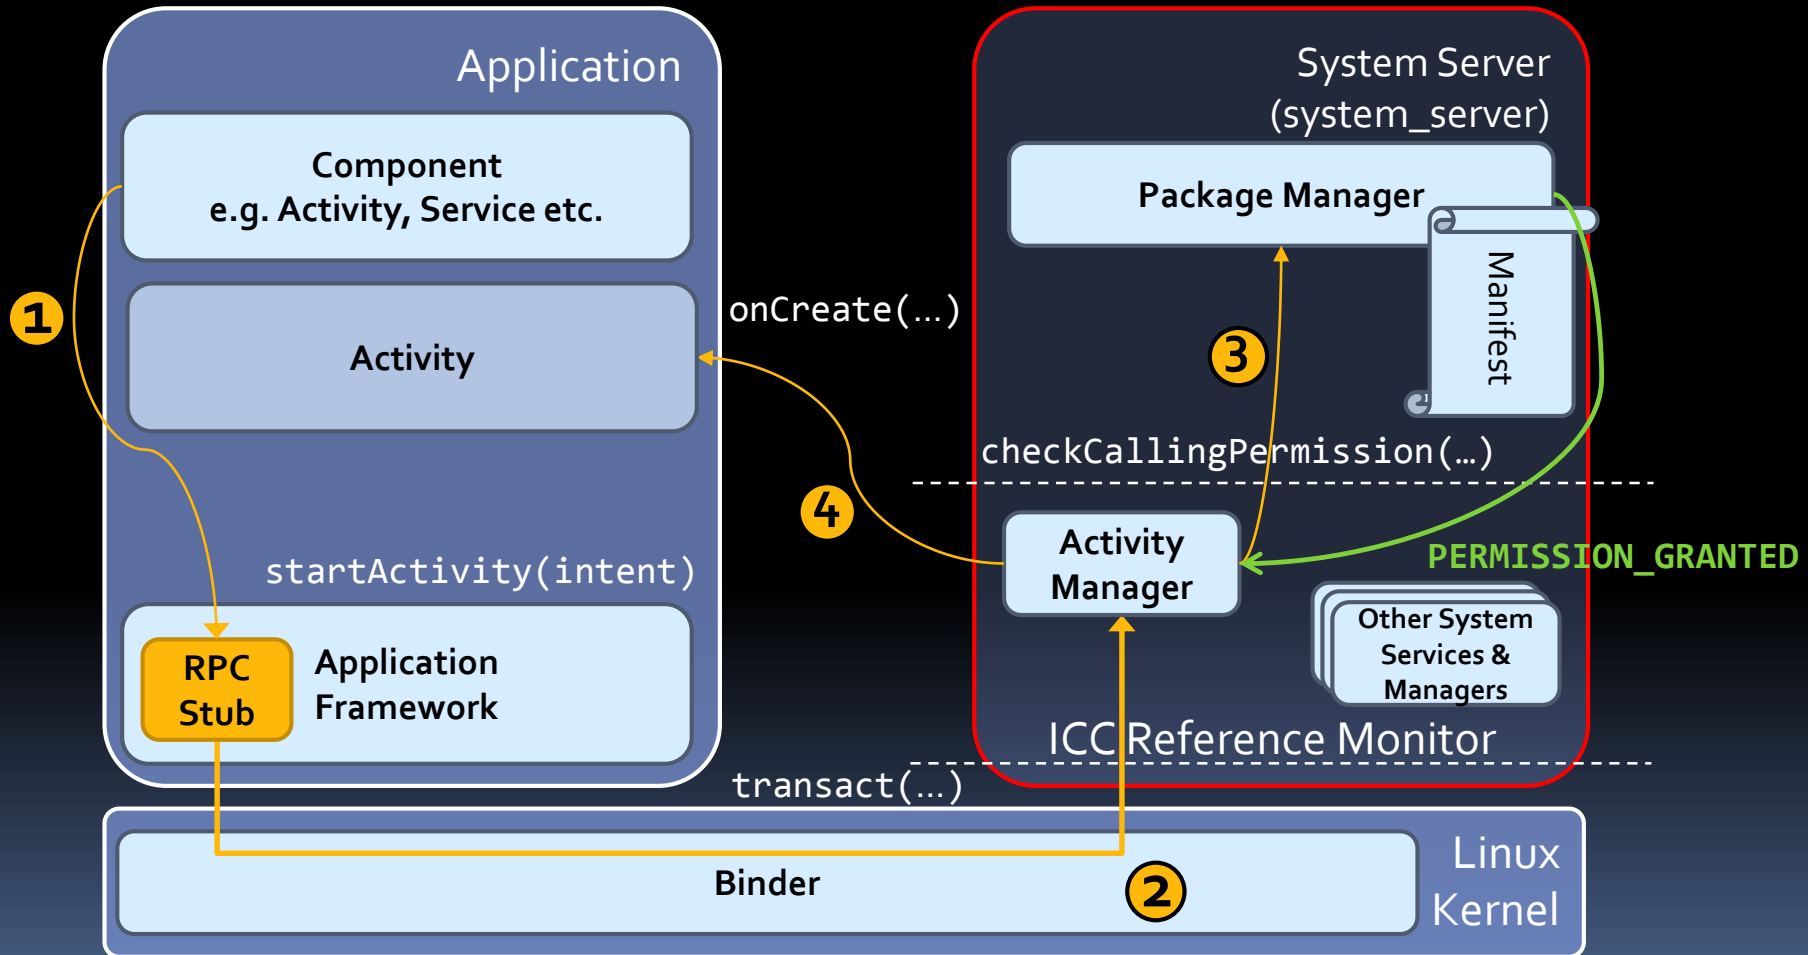 Application
Component
e.g. Activity, Service etc.
1
Activity
startActivity(intent)
RPC
Stub
Application
Framework
onCreate(…)
4
transact(…)
System Server
(system_server)
Package Manager
Manifest
3
checkCallingPermission(…)
Activity
Manager
PERMISSION_GRANTED
Other System
Services &
Managers
ICC Reference Monitor
Binder
2
Linux
Kernel